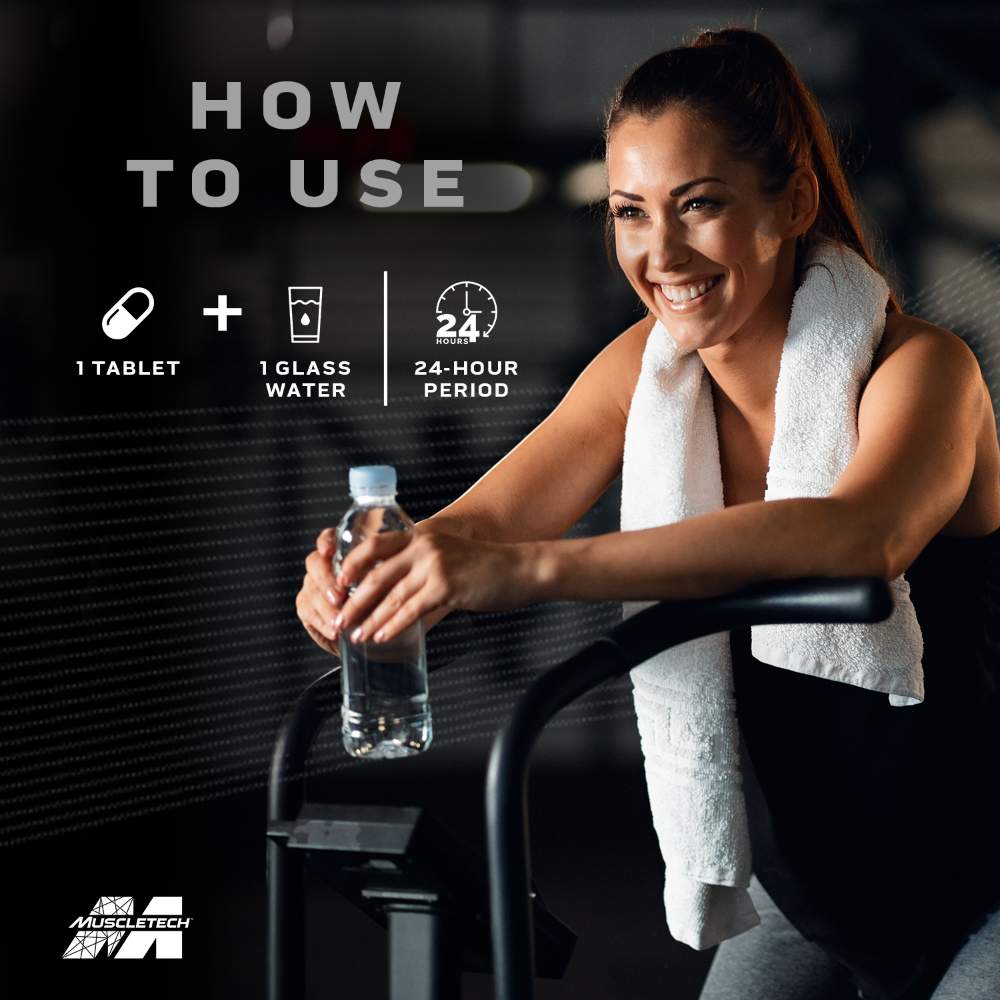 HOW
TO USE
1 TABLET
+
1 GLASS
WATER
24
HOURS
24-HOUR
PERIOD
MUSCLETECH